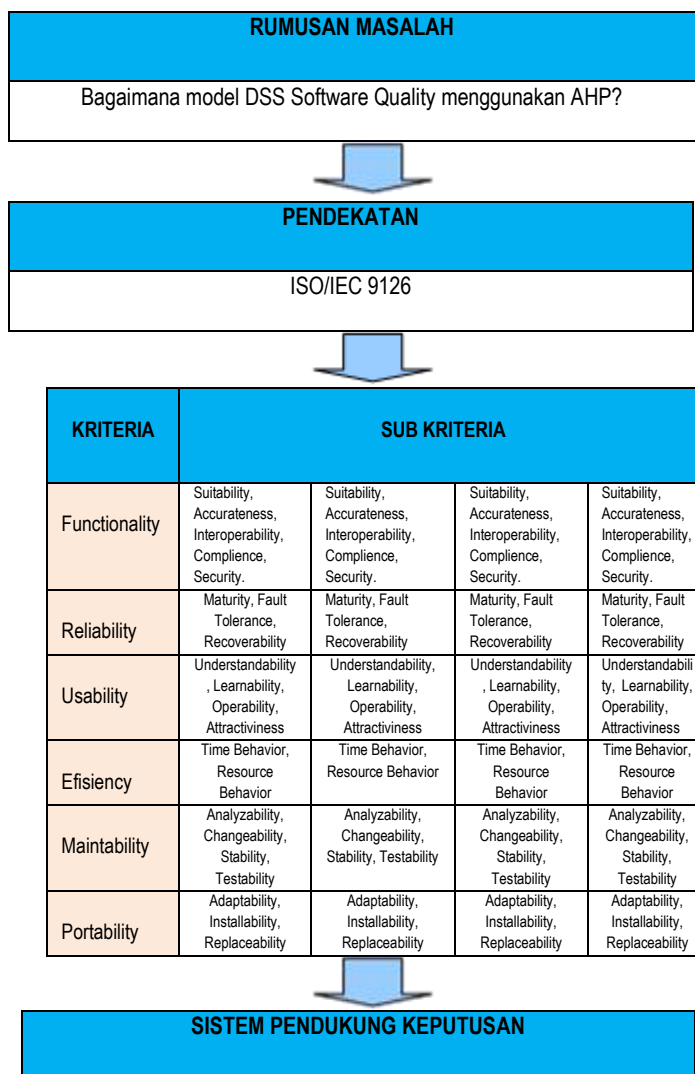 RUMUSAN MASALAH
Bagaimana model DSS Software Quality menggunakan AHP?
PENDEKATAN
ISO/IEC 9126
KRITERIA
SUB KRITERIA
Functionality
Suitability,
Accurateness,
Interoperability,
Complience,
Security.
Suitability,
Accurateness,
Interoperability,
Complience,
Security.
Suitability,
Accurateness,
Interoperability,
Complience,
Security.
Suitability,
Accurateness,
Interoperability,
Complience,
Security.
Reliability
Maturity, Fault
Tolerance,
Recoverability
Maturity, Fault
Tolerance,
Recoverability
Maturity, Fault
Tolerance,
Recoverability
Maturity, Fault
Tolerance,
Recoverability
Usability
Understandability
, Learnability,
Operability,
Attractiviness
Understandability,
Learnability,
Operability,
Attractiviness
Understandability
, Learnability,
Operability,
Attractiviness
Understandabili
ty, Learnability,
Operability,
Attractiviness
Efisiency
Time Behavior,
Resource
Behavior
Time Behavior,
Resource Behavior
Time Behavior,
Resource
Behavior
Time Behavior,
Resource
Behavior
Maintability
Analyzability,
Changeability,
Stability,
Testability
Analyzability,
Changeability,
Stability, Testability
Analyzability,
Changeability,
Stability,
Testability
Analyzability,
Changeability,
Stability,
Testability
Portability
Adaptability,
Installability,
Replaceability
Adaptability,
Installability,
Replaceability
Adaptability,
Installability,
Replaceability
Adaptability,
Installability,
Replaceability
SISTEM PENDUKUNG KEPUTUSAN